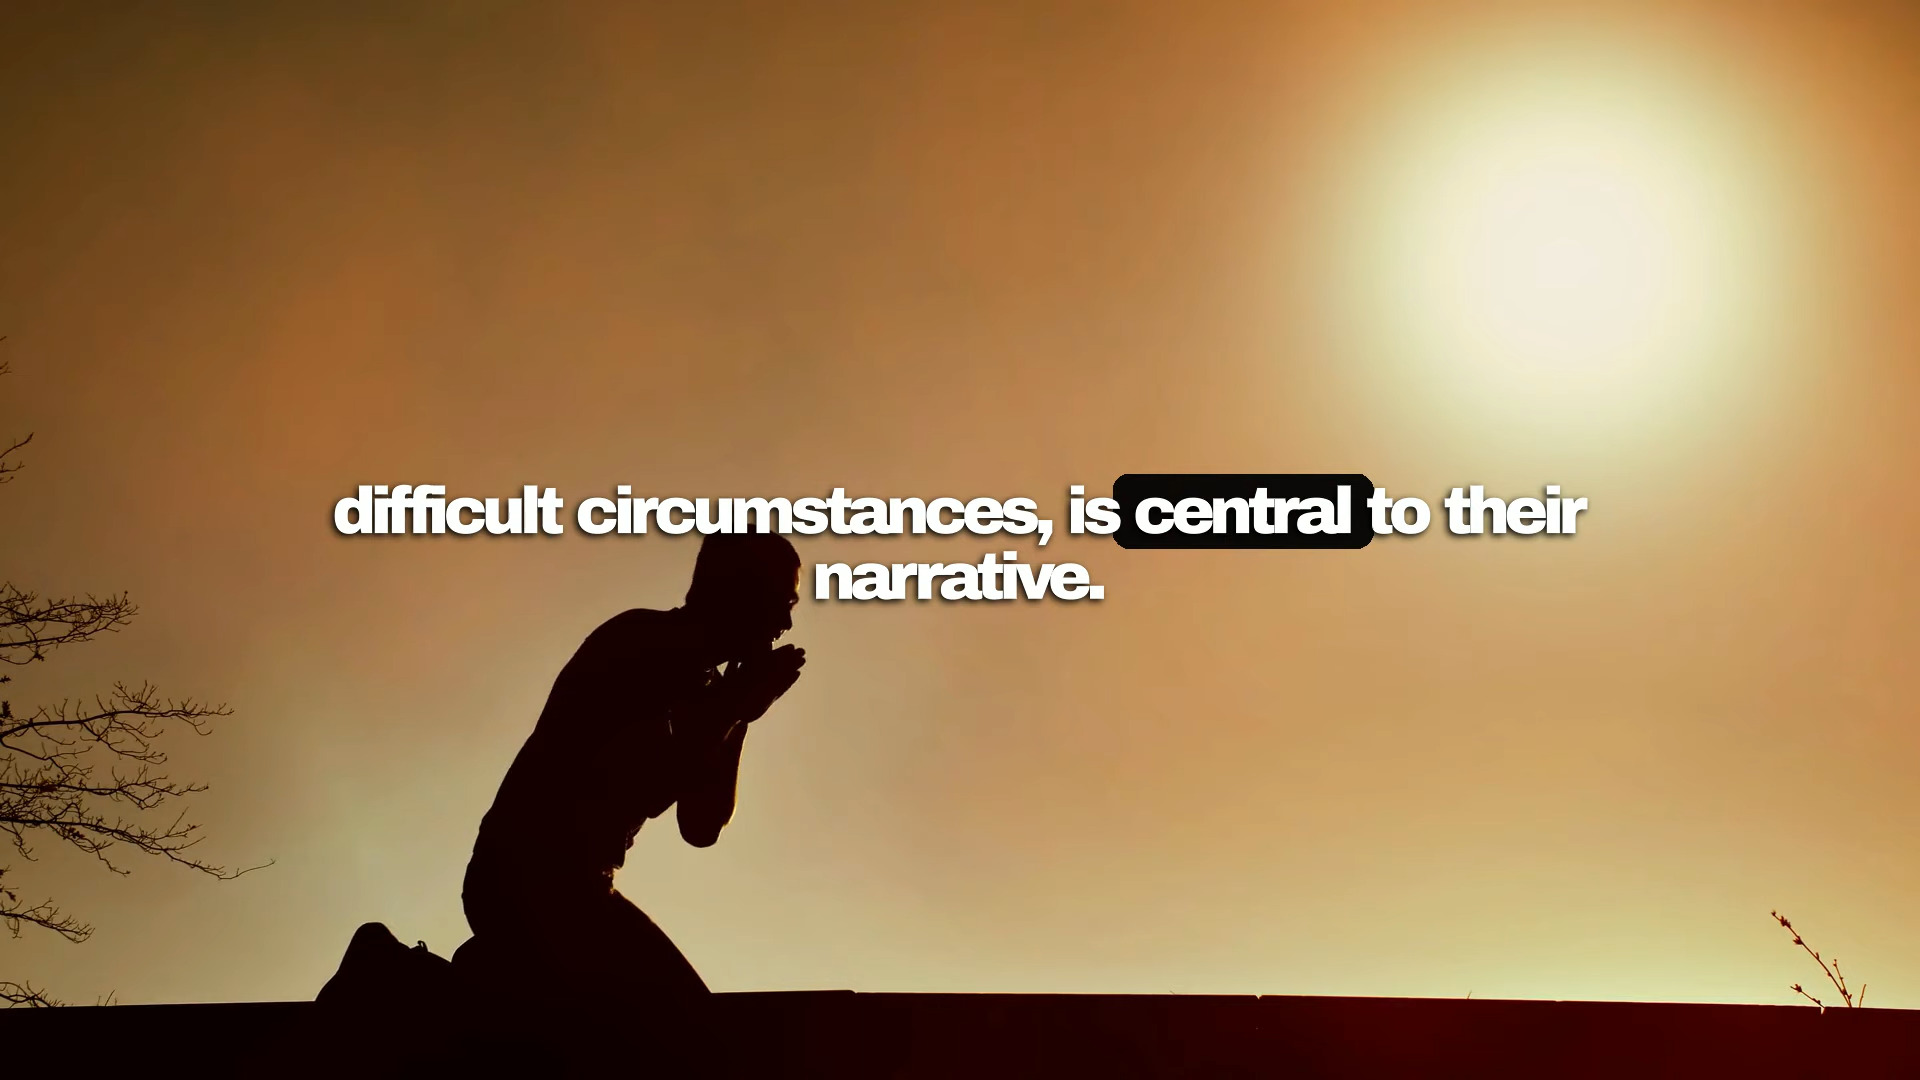 difficult circumstances, is central to their
narrative.